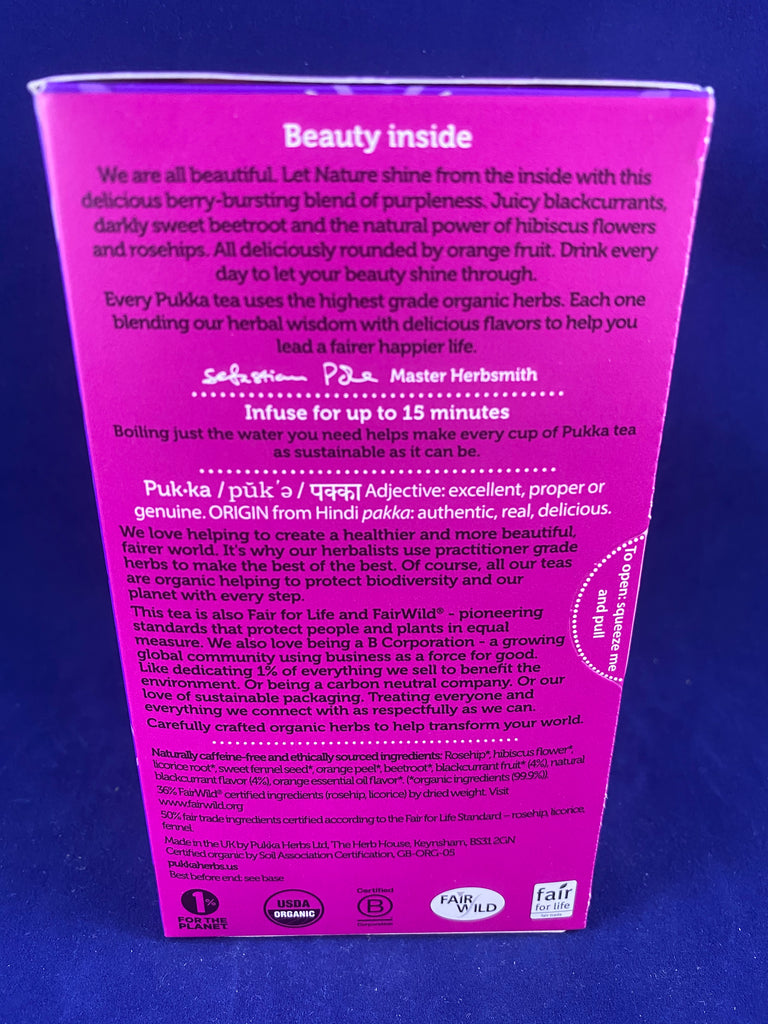 Beauty inside
We are all beautiful. Let Nature shine from the inside with this
delicious berry-bursting blend of purpleness. Juicy blackcurrants,
darkly sweet beetroot and the natural power of hibiscus flowers
and rosehips. All deliciously rounded by orange fruit. Drink every
day to let your beauty shine through.
Every Pukka tea uses the highest grade organic herbs. Each one
blending our herbal wisdom with delicious flavors to help you
lead a fairer happier life.
Sebastian Pole Master Herbsmith
Infuse for up to 15 minutes
Boiling just the water you need helps make every cup of Pukka tea
as sustainable as it can be.
Puk•ka /pŭk'ə/ पक्का Adjective: excellent, proper or
genuine. ORIGIN from Hindi pakka: authentic, real, delicious.
We love helping to create a healthier and more beautiful,
fairer world. It's why our herbalists use practitioner grade
herbs to make the best of the best. Of course, all our teas
are organic helping to protect biodiversity and our
planet with every step.
To open: squeeze me
and pull
This tea is also Fair for Life and FairWild® - pioneering
standards that protect people and plants in equal
measure. We also love being a B Corporation - a growing
global community using business as a force for good.
Like dedicating 1% of everything we sell to benefit the
environment. Or being a carbon neutral company. Or our
love of sustainable packaging. Treating everyone and
everything we connect with as respectfully as we can.
Carefully crafted organic herbs to help transform your world.
Naturally caffeine-free and ethically sourced ingredients: Rosehip*, hibiscus flower*,
licorice root*, sweet fennel seed*, orange peel*, beetroot*, blackcurrant fruit* (4%), natural
blackcurrant flavor (4%), orange essential oil flavor*. (*organic ingredients (99.9%)).
36% FairWild® certified ingredients (rosehip, licorice) by dried weight. Visit
www.fairwild.org
50% fair trade ingredients certified according to the Fair for Life Standard – rosehip, licorice,
fennel.
Made in the UK by Pukka Herbs Ltd, The Herb House, Keynsham, BS31 2GN
Certified organic by Soil Association Certification, GB-ORG-05
pukkaherbs.us
Best before end: see base
1%
FOR THE
PLANET
USDA
ORGANIC
Certified
B
Corporation
FAIR
WILD
fair
for life
fair trade